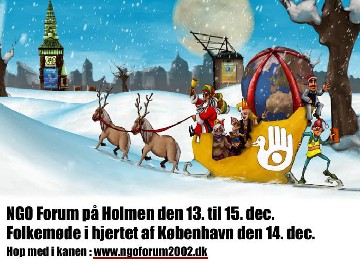 NGO Forum på Holmen den 13. til 15. dec.
Folkemøde i hjertet af København den 14. dec.
Hop med i kanen : www.ngoforum2002.dk